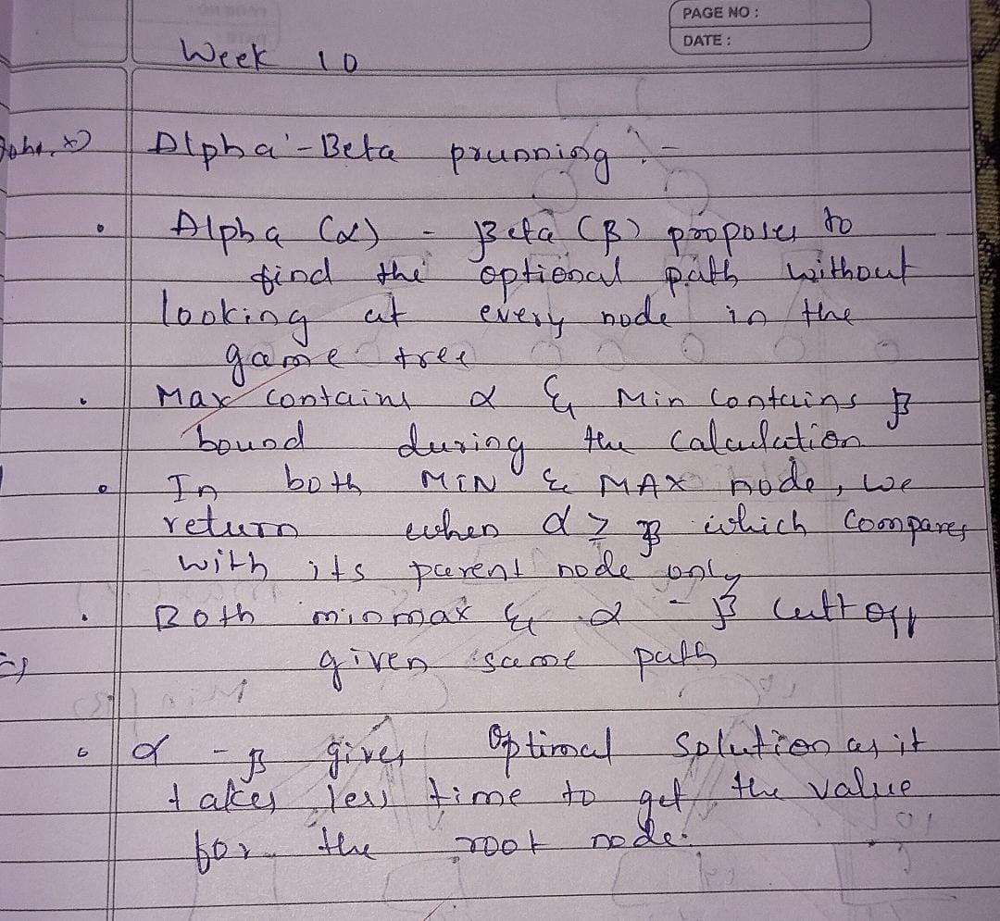 PAGE NO :
DATE :
Week 10
Alpha-Beta prunning :-
• Alpha (α) - Beta (β) proposes to
find the optional path without
looking at every node in the
game tree
• Max contains α & Min contains β
bound during the calculation
• In both MIN & MAX node, we
return when α ≥ β which compares
with its parent node only
• Both minmax & α - β cutt off
given same path
• α - β gives Optimal Solution as it
takes less time to get the value
for the root node.